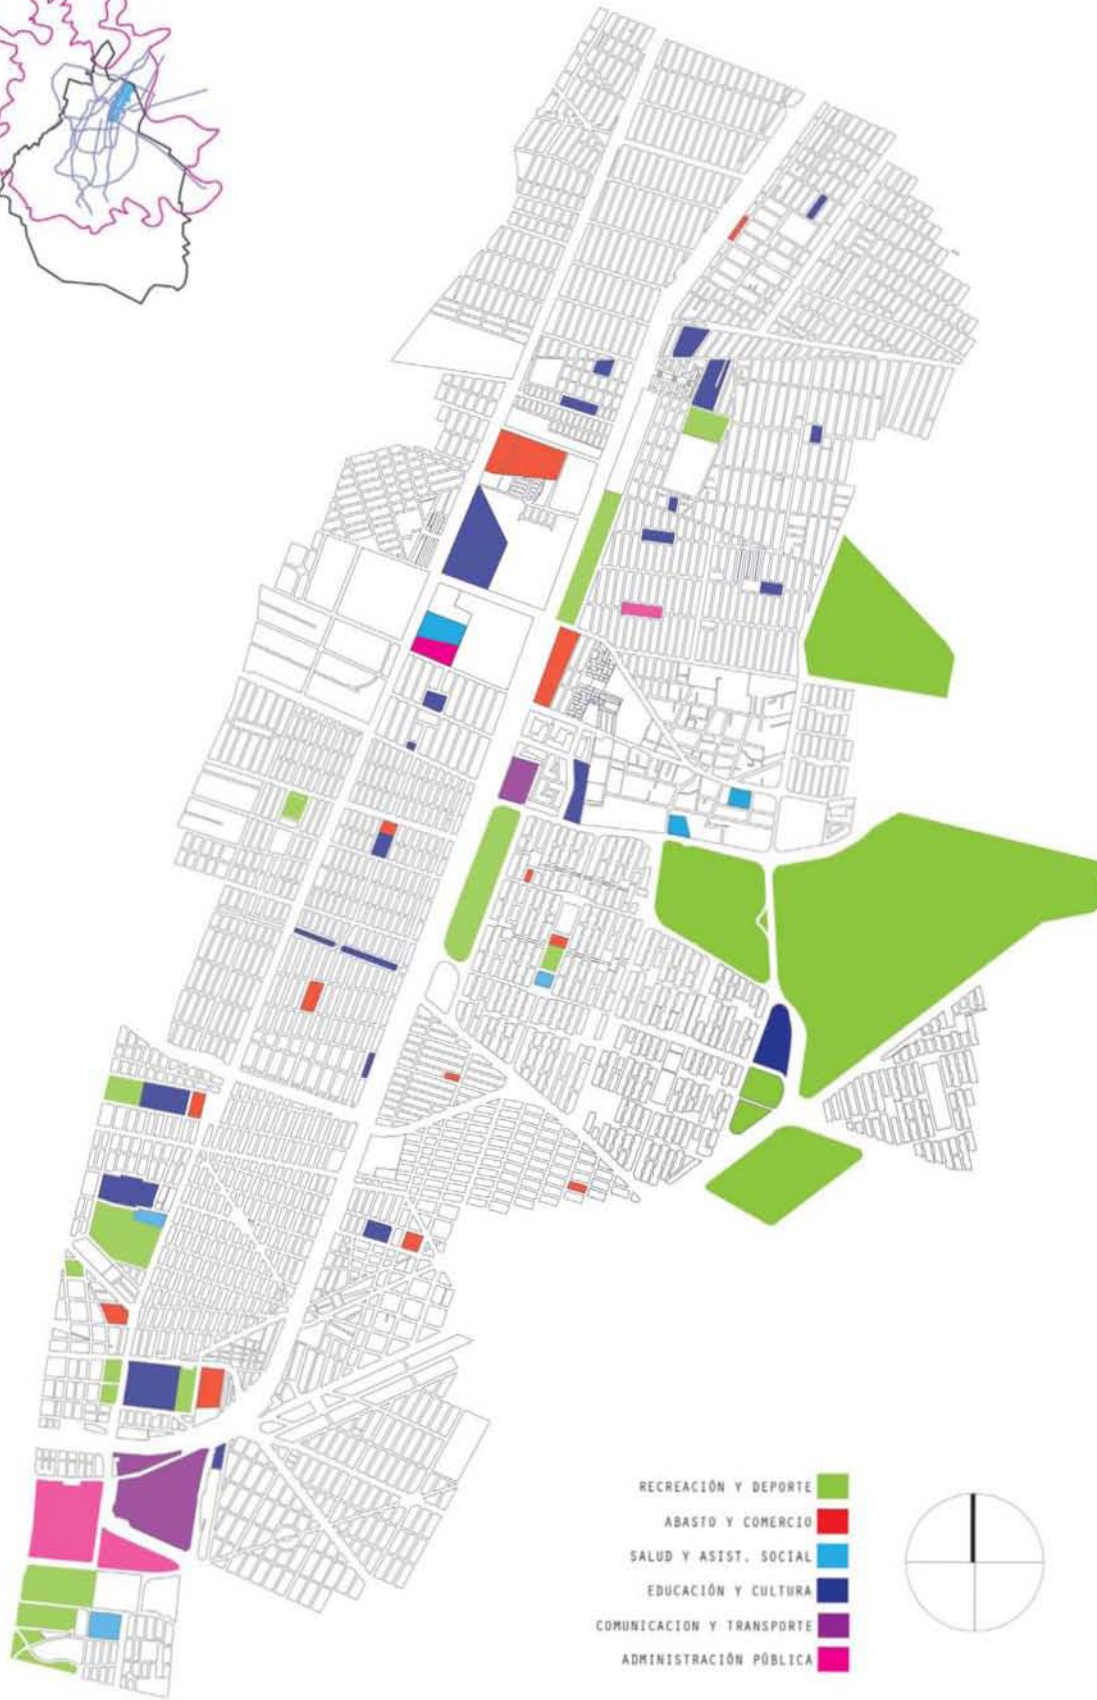 RECREACIÓN Y DEPORTE
ABASTO Y COMERCIO
SALUD Y ASIST. SOCIAL
EDUCACIÓN Y CULTURA
COMUNICACION Y TRANSPORTE
ADMINISTRACIÓN PÚBLICA